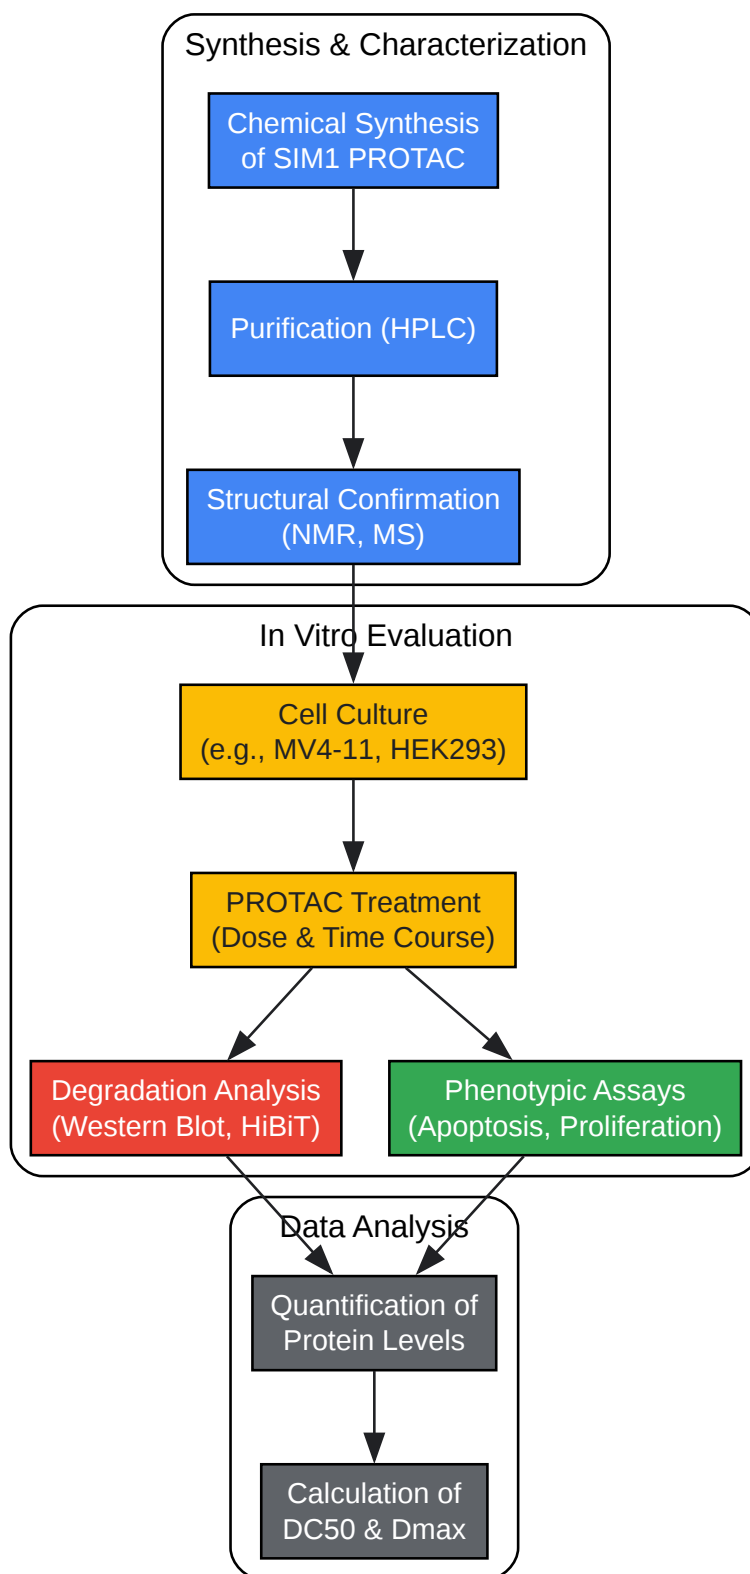 Synthesis & Characterization
Chemical Synthesis
of SIM1 PROTAC
Purification (HPLC)
Structural Confirmation
(NMR, MS)
In Vitro Evaluation
Cell Culture
(e.g., MV4-11, HEK293)
PROTAC Treatment
(Dose & Time Course)
Degradation Analysis
(Western Blot, HiBiT)
Phenotypic Assays
(Apoptosis, Proliferation)
Data Analysis
Quantification of
Protein Levels
Calculation of
DC50 & Dmax